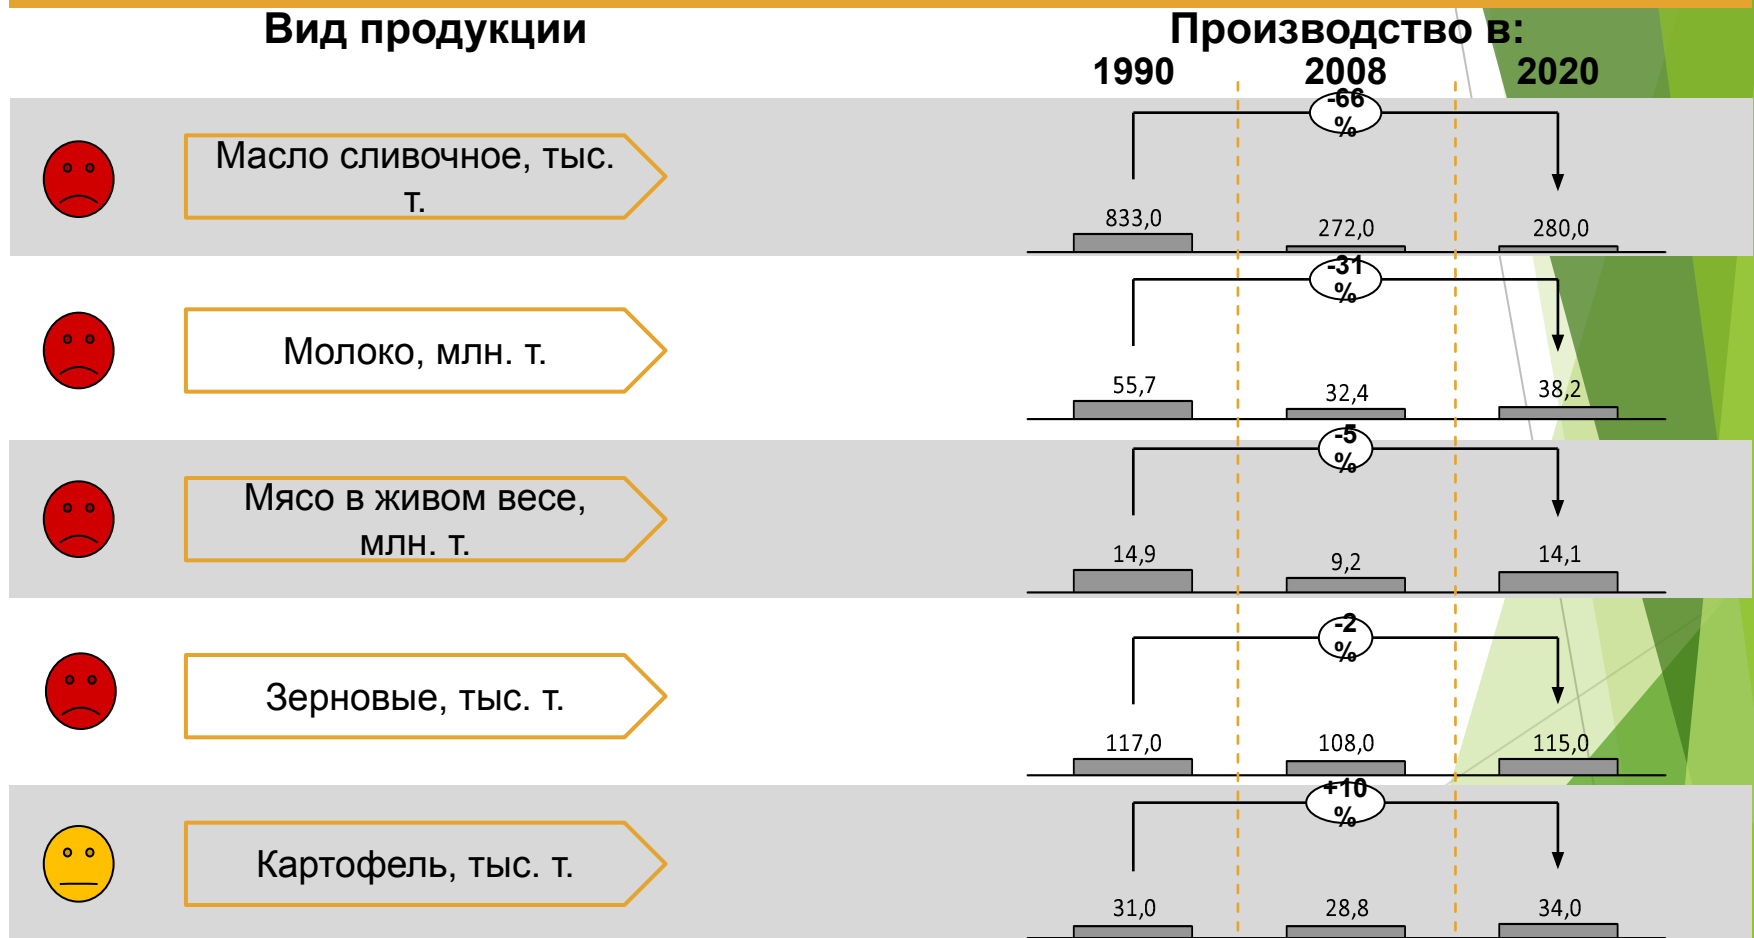 Вид продукции
Производство в:
1990 2008 2020
-66
%
Масло сливочное, тыс.
т.
833,0 272,0 280,0
-31
%
Молоко, млн. т.
55,7 32,4 38,2
-5
%
Мясо в живом весе,
млн. т.
14,9 9,2 14,1
-2
%
Зерновые, тыс. т.
117,0 108,0 115,0
+10
%
Картофель, тыс. т.
31,0 28,8 34,0